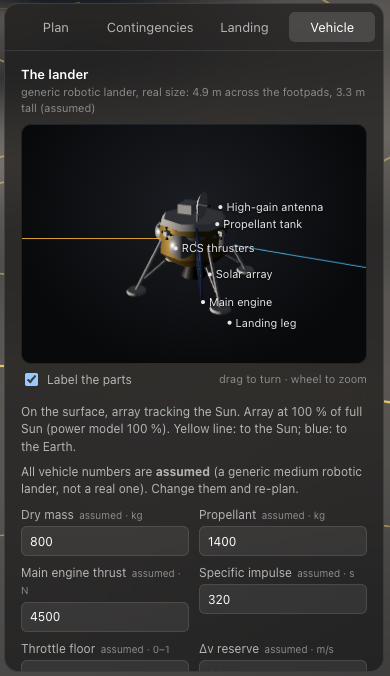 Plan Contingencies Landing Vehicle
The lander
generic robotic lander, real size: 4.9 m across the footpads, 3.3 m
tall (assumed)
High-gain antenna
Propellant tank
RCS thrusters
Solar array
Main engine
Landing leg
Label the parts drag to turn · wheel to zoom
On the surface, array tracking the Sun. Array at 100 % of full
Sun (power model 100 %). Yellow line: to the Sun; blue: to
the Earth.
All vehicle numbers are assumed (a generic medium robotic
lander, not a real one). Change them and re-plan.
Dry mass assumed · kg Propellant assumed · kg
800 1400
Main engine thrust assumed · Specific impulse assumed · s
N
4500 320
Throttle floor assumed · 0–1 Δv reserve assumed · m/s